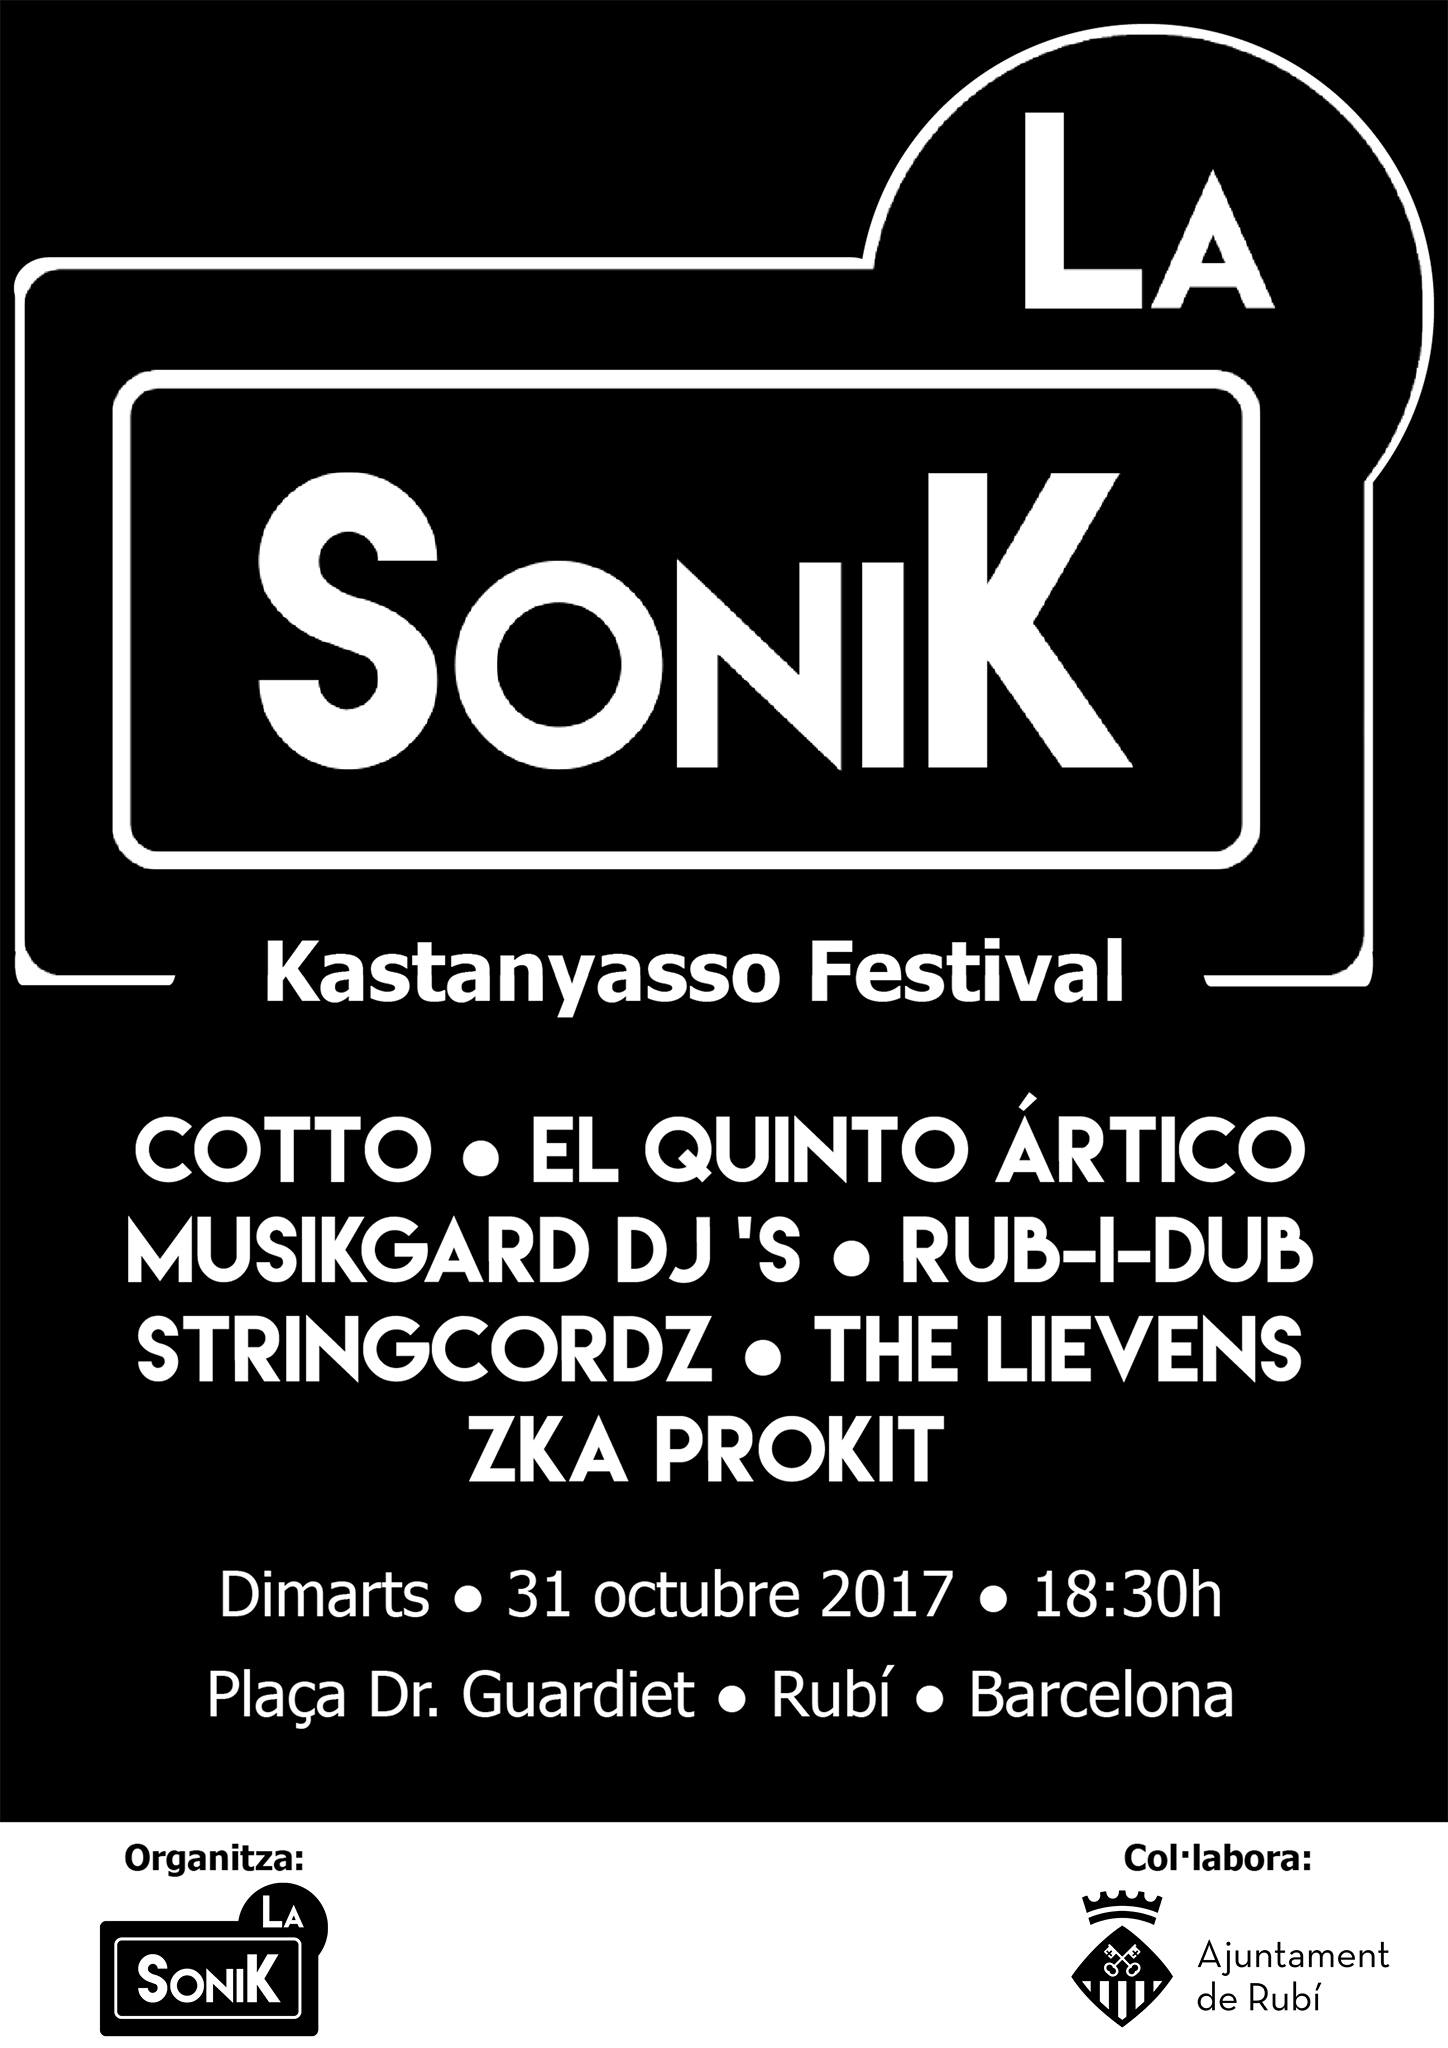 LA
SONIK
Kastanyasso Festival
COTTO ● EL QUINTO ÁRTICO
MUSIKGARD DJ 'S ● RUB-I-DUB
STRINGCORDZ ● THE LIEVENS
ZKA PROKIT
Dimarts ● 31 octubre 2017 ● 18:30h
Plaça Dr. Guardiet ● Rubí ● Barcelona
Organitza:
LA
SONIK
Col·labora:
Ajuntament
de Rubí